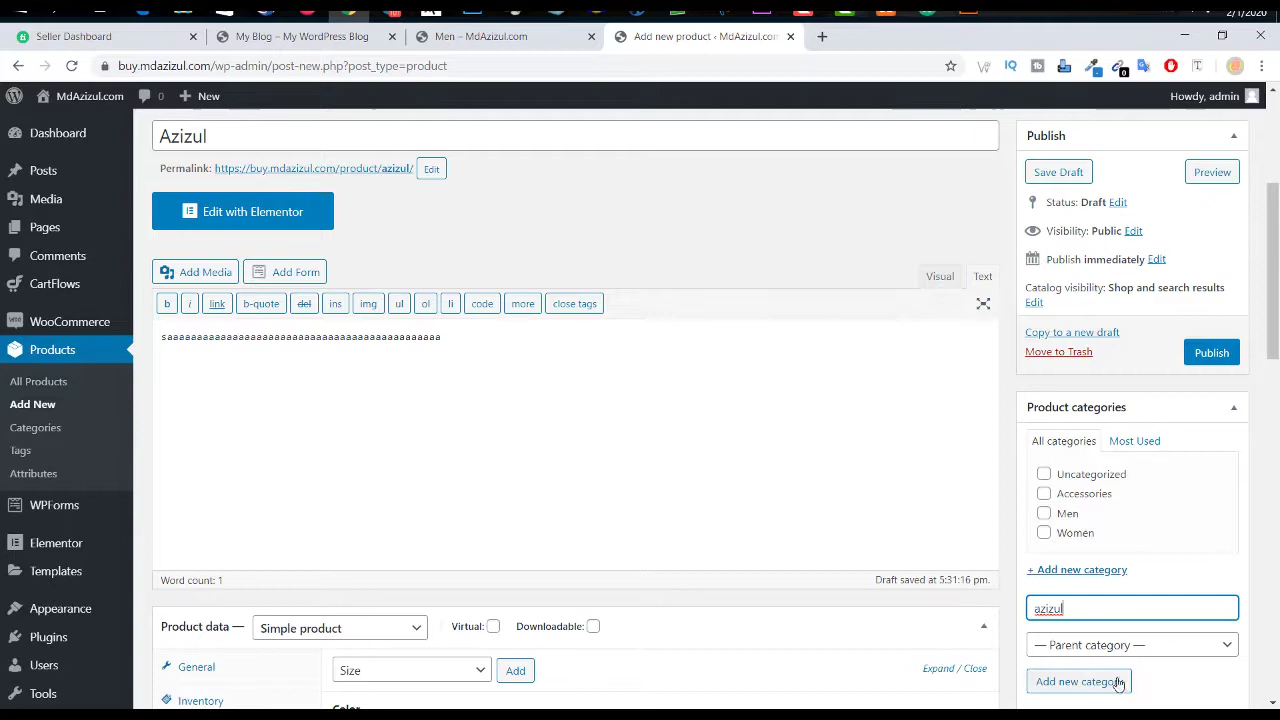 2/1/2020
Seller Dashboard
My Blog – My WordPress Blog
Men – MdAzizul.com
Add new product ‹ MdAzizul.com
buy.mdazizul.com/wp-admin/post-new.php?post_type=product
MdAzizul.com
0
New
Howdy, admin
Dashboard
Posts
Media
Pages
Comments
CartFlows
WooCommerce
Products
All Products
Add New
Categories
Tags
Attributes
WPForms
Elementor
Templates
Appearance
Plugins
Users
Tools
Azizul
Permalink: https://buy.mdazizul.com/product/azizul/ Edit
Edit with Elementor
Add Media
Add Form
Visual
Text
b i link b-quote del ins img ul ol li code more close tags
Word count: 1
Draft saved at 5:31:16 pm.
Product data — Simple product
Virtual:
Downloadable:
General
Inventory
Size
Add
Expand / Close
Publish
Save Draft
Preview
Status: Draft Edit
Visibility: Public Edit
Publish immediately Edit
Catalog visibility: Shop and search results
Edit
Copy to a new draft
Move to Trash
Publish
Product categories
All categories
Most Used
Uncategorized
Accessories
Men
Women
+ Add new category
azizul
— Parent category —
Add new category